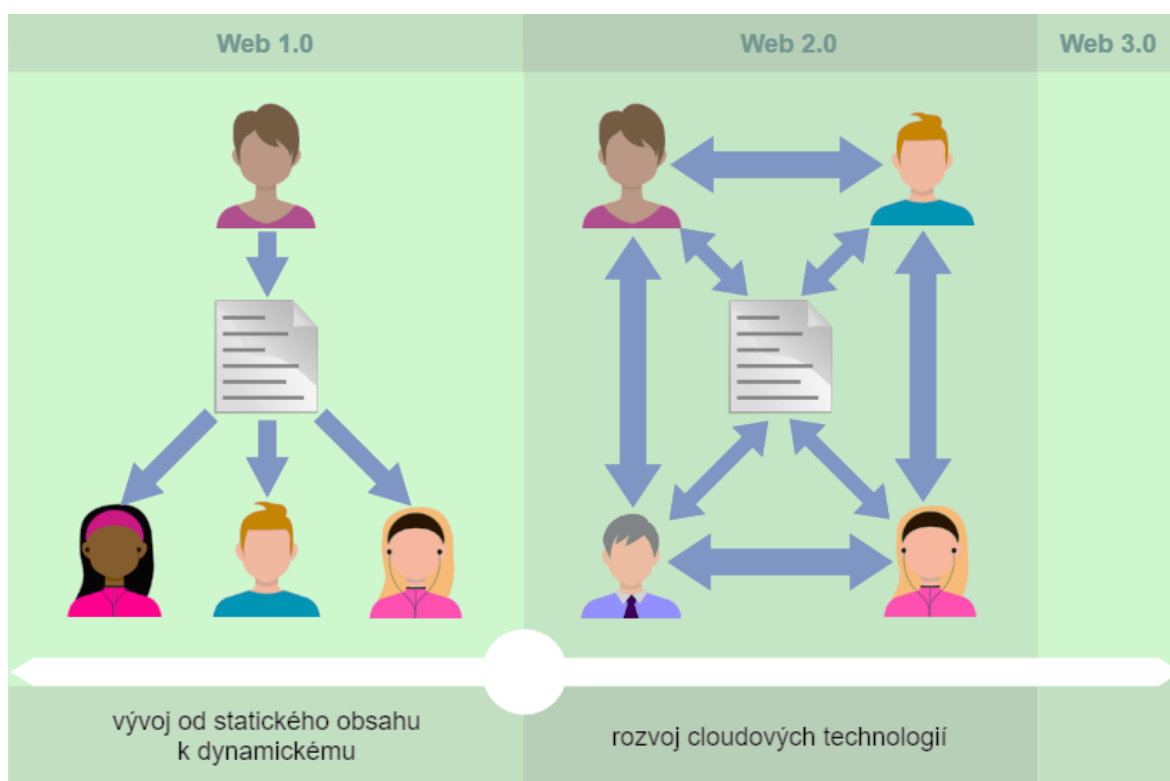 Web 1.0
Web 2.0
Web 3.0
vývoj od statického obsahu
k dynamickému
rozvoj cloudových technologií